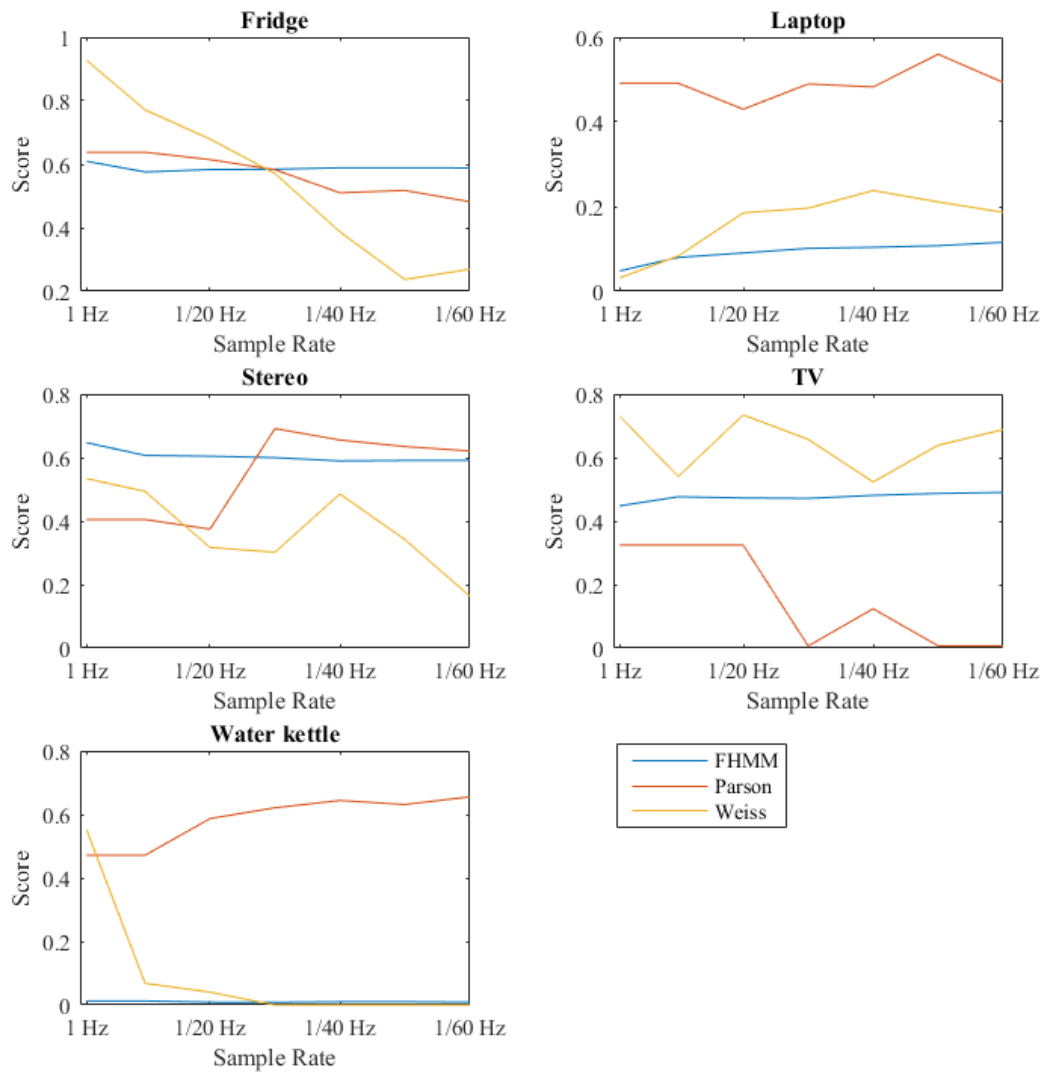 Fridge
1
0.8
0.6
0.4
0.2
Score
1 Hz 1/20 Hz 1/40 Hz 1/60 Hz
Sample Rate
Laptop
0.6
0.4
0.2
0
Score
1 Hz 1/20 Hz 1/40 Hz 1/60 Hz
Sample Rate
Stereo
0.8
0.6
0.4
0.2
0
Score
1 Hz 1/20 Hz 1/40 Hz 1/60 Hz
Sample Rate
TV
0.8
0.6
0.4
0.2
0
Score
1 Hz 1/20 Hz 1/40 Hz 1/60 Hz
Sample Rate
Water kettle
0.8
0.6
0.4
0.2
0
Score
1 Hz 1/20 Hz 1/40 Hz 1/60 Hz
Sample Rate
FHMM
Parson
Weiss